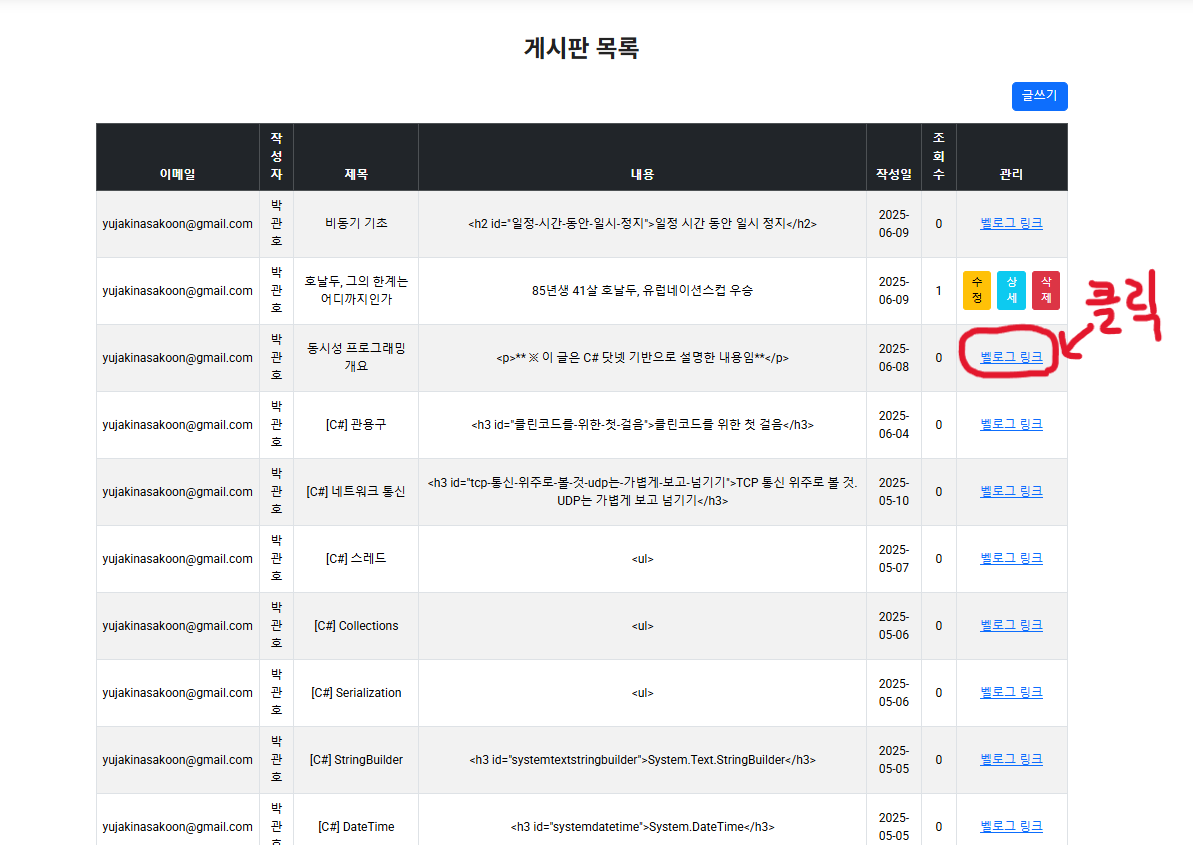 게시판 목록
글쓰기
이메일 작성자 제목 내용 작성일 조회수 관리
yujakinasakoon@gmail.com 박관호 비동기 기초 <h2 id="일정-시간-동안-일시-정지">일정 시간 동안 일시 정지</h2> 2025-06-09 0 벨로그 링크
yujakinasakoon@gmail.com 박관호 호날두, 그의 한계는 어디까지인가 85년생 41살 호날두, 유럽네이션스컵 우승 2025-06-09 1 수정 상세 삭제
클릭
yujakinasakoon@gmail.com 박관호 동시성 프로그래밍 개요 <p>** ※ 이 글은 C# 닷넷 기반으로 설명한 내용임**</p> 2025-06-08 0 벨로그 링크
yujakinasakoon@gmail.com 박관호 [C#] 관용구 <h3 id="클린코드를-위한-첫-걸음">클린코드를 위한 첫 걸음</h3> 2025-06-04 0 벨로그 링크
yujakinasakoon@gmail.com 박관호 [C#] 네트워크 통신 <h3 id="tcp-통신-위주로-볼-것-udp는-가볍게-보고-넘기기">TCP 통신 위주로 볼 것. UDP는 가볍게 보고 넘기기</h3> 2025-05-10 0 벨로그 링크
yujakinasakoon@gmail.com 박관호 [C#] 스레드 <ul> 2025-05-07 0 벨로그 링크
yujakinasakoon@gmail.com 박관호 [C#] Collections <ul> 2025-05-06 0 벨로그 링크
yujakinasakoon@gmail.com 박관호 [C#] Serialization <ul> 2025-05-06 0 벨로그 링크
yujakinasakoon@gmail.com 박관호 [C#] StringBuilder <h3 id="systemtextstringbuilder">System.Text.StringBuilder</h3> 2025-05-05 0 벨로그 링크
yujakinasakoon@gmail.com 박관 [C#] DateTime <h3 id="systemdatetime">System.DateTime</h3> 2025-05-05 0 벨로그 링크